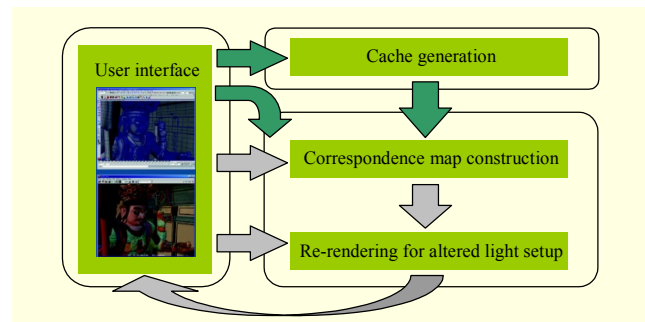 User interface
Cache generation
Correspondence map construction
Re-rendering for altered light setup